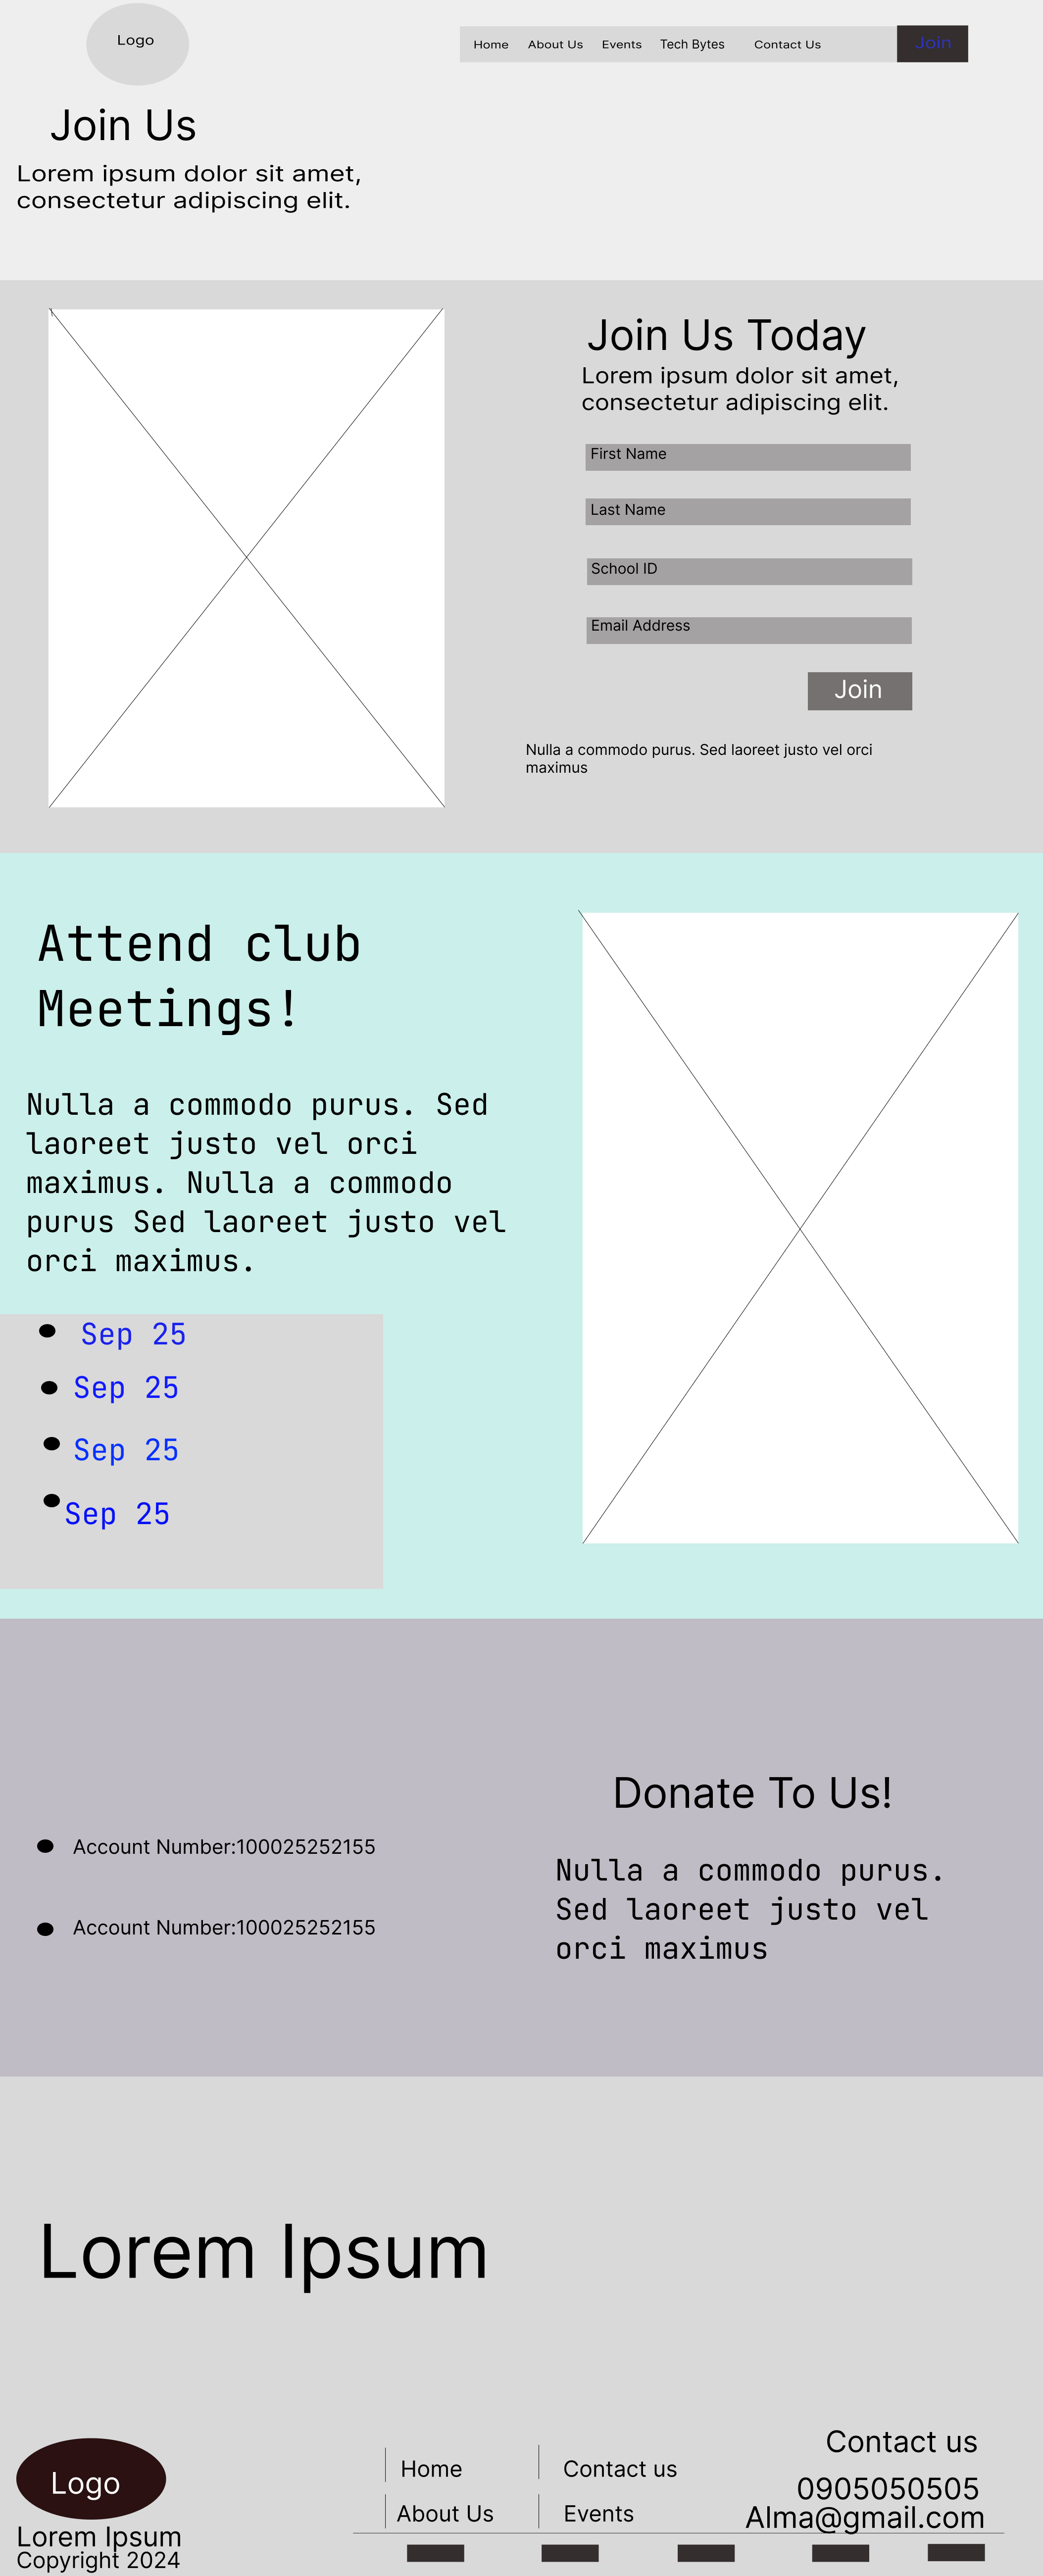 Logo
Home About Us Events Tech Bytes Contact Us Join
Join Us
Lorem ipsum dolor sit amet,
consectetur adipiscing elit.
Join Us Today
Lorem ipsum dolor sit amet,
consectetur adipiscing elit.
First Name
Last Name
School ID
Email Address
Join
Nulla a commodo purus. Sed laoreet justo vel orci
maximus
Attend club
Meetings!
Nulla a commodo purus. Sed
laoreet justo vel orci
maximus. Nulla a commodo
purus Sed laoreet justo vel
orci maximus.
Sep 25
Sep 25
Sep 25
Sep 25
Account Number:100025252155
Account Number:100025252155
Donate To Us!
Nulla a commodo purus.
Sed laoreet justo vel
orci maximus
Lorem Ipsum
Logo
Lorem Ipsum
Copyright 2024
Home
About Us
Contact us
Events
Contact us
0905050505
Alma@gmail.com